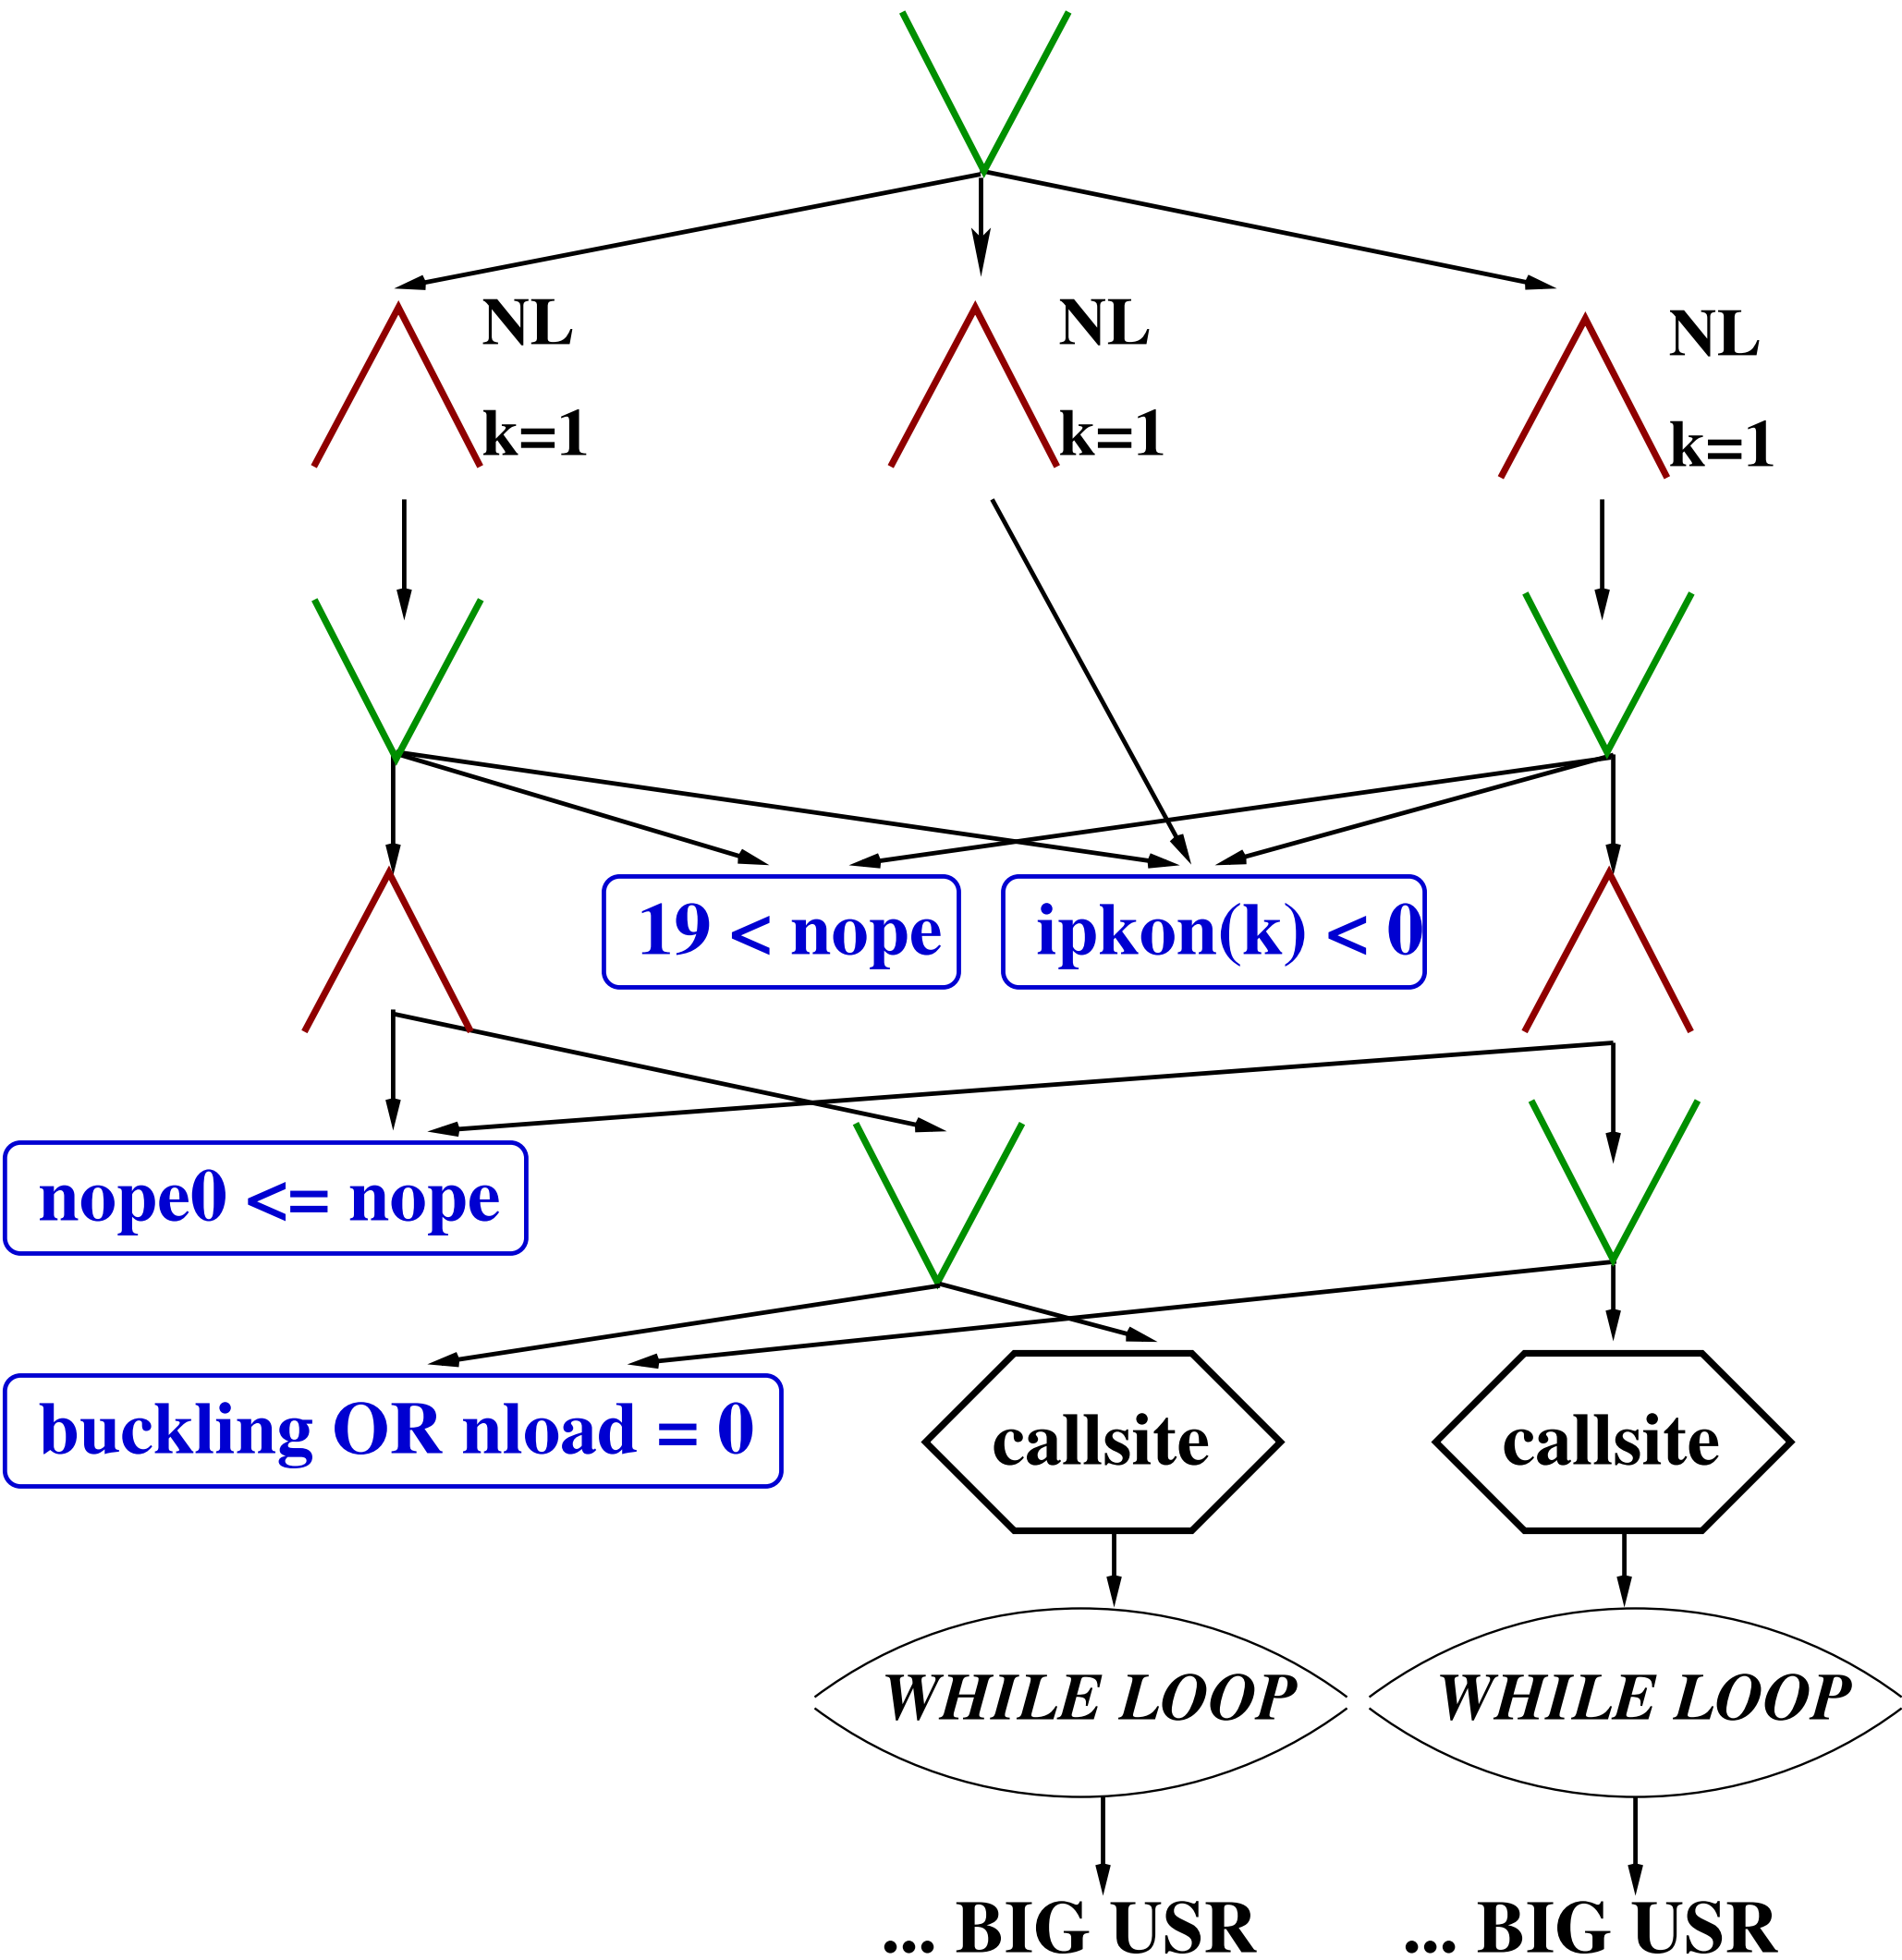 NL
k=1
NL
k=1
NL
k=1
19 < nope
ipkon(k) < 0
nope0 <= nope
buckling OR nload = 0
callsite
callsite
WHILE LOOP
WHILE LOOP
... BIG USR
... BIG USR